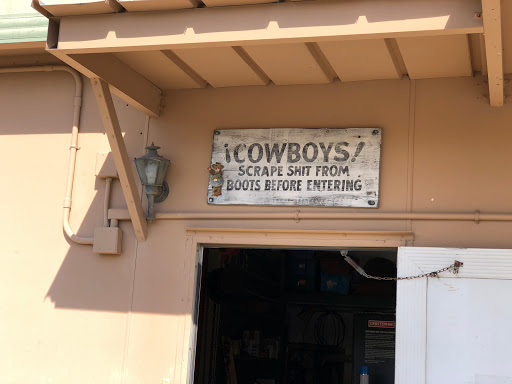 ¡COWBOYS!
SCRAPE SHIT FROM
BOOTS BEFORE ENTERING